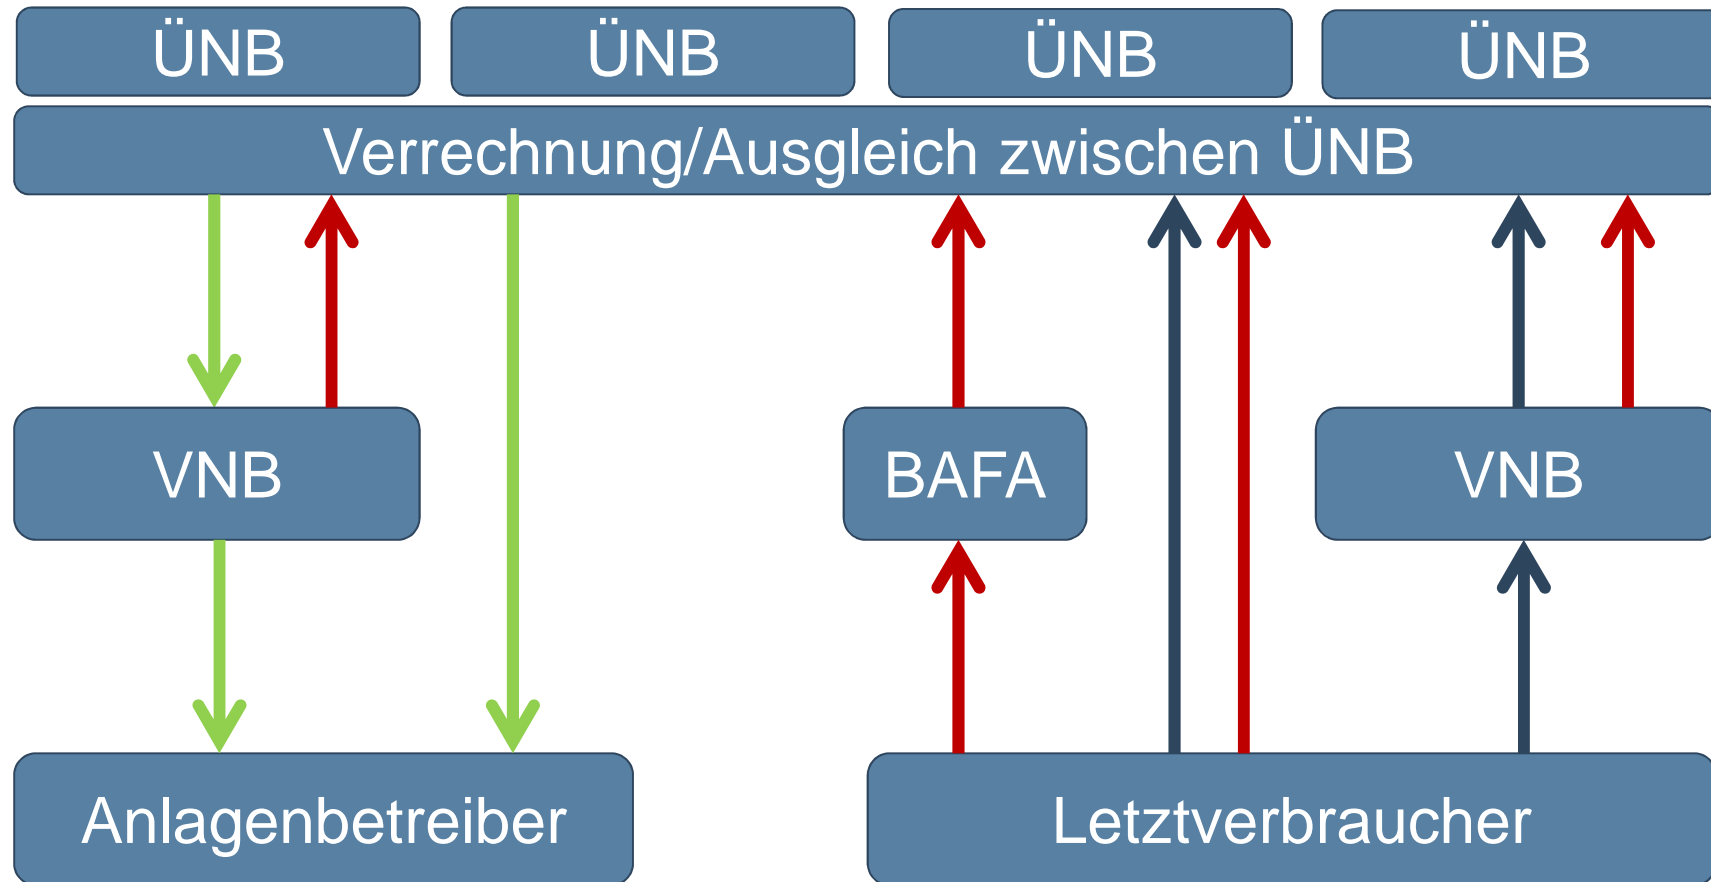 ÜNB
ÜNB
ÜNB
ÜNB
Verrechnung/Ausgleich zwischen ÜNB
VNB
BAFA
VNB
Anlagenbetreiber
Letztverbraucher